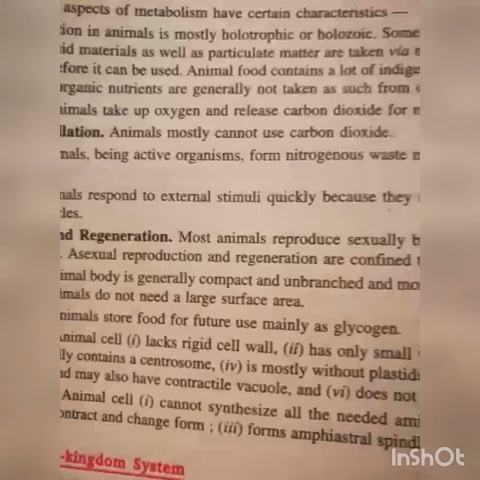 aspects of metabolism have certain characteristics —
ion in animals is mostly holotrophic or holozoic. Some
id materials as well as particulate matter are taken via
fore it can be used. Animal food contains a lot of indige
organic nutrients are generally not taken as such from
imals take up oxygen and release carbon dioxide for
lation. Animals mostly cannot use carbon dioxide.
nals, being active organisms, form nitrogenous waste
nals respond to external stimuli quickly because they
cles.
nd Regeneration. Most animals reproduce sexually b
. Asexual reproduction and regeneration are confined
imal body is generally compact and unbranched and mo
imals do not need a large surface area.
nimals store food for future use mainly as glycogen.
nimal cell (i) lacks rigid cell wall, (ii) has only small
lly contains a centrosome, (iv) is mostly without plastids
nd may also have contractile vacuole, and (vi) does not
Animal cell (i) cannot synthesize all the needed ami
ontract and change form ; (iii) forms amphiastral spindl
-kingdom System
InShOt